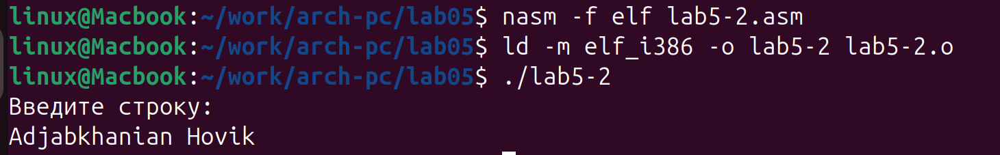 linux@Macbook:~/work/arch-pc/lab05$ nasm -f elf lab5-2.asm
linux@Macbook:~/work/arch-pc/lab05$ ld -m elf_i386 -o lab5-2 lab5-2.o
linux@Macbook:~/work/arch-pc/lab05$ ./lab5-2
Введите строку:
Adjabkhanian Hovik